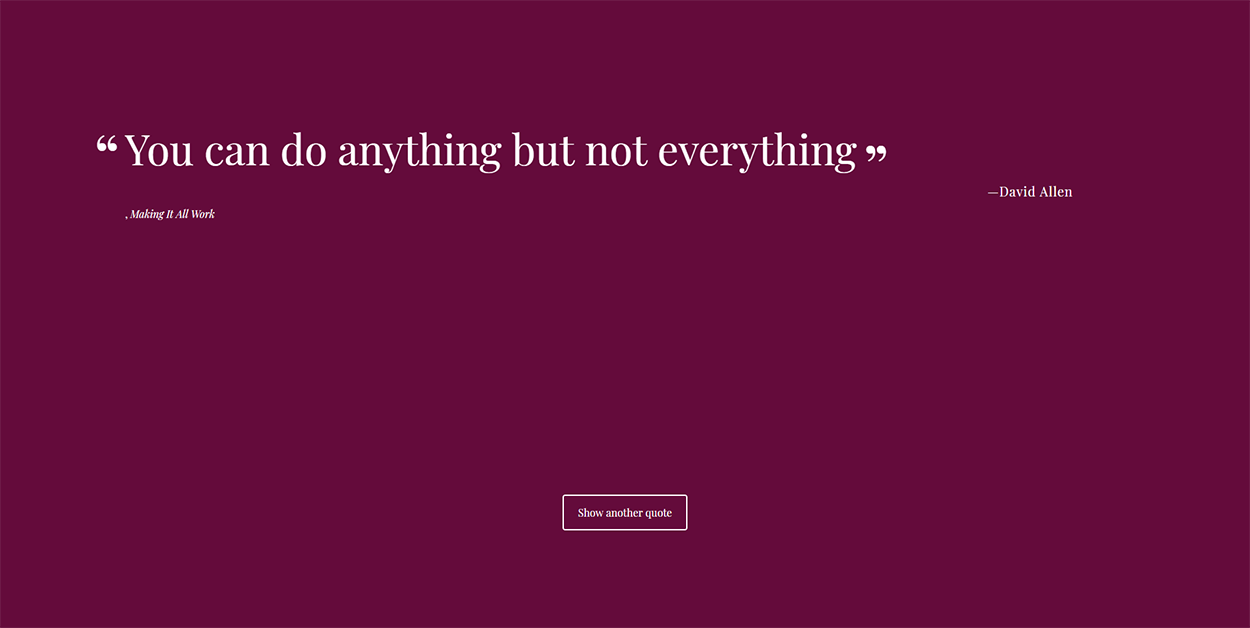 “ You can do anything but not everything ”
—David Allen
, Making It All Work
Show another quote